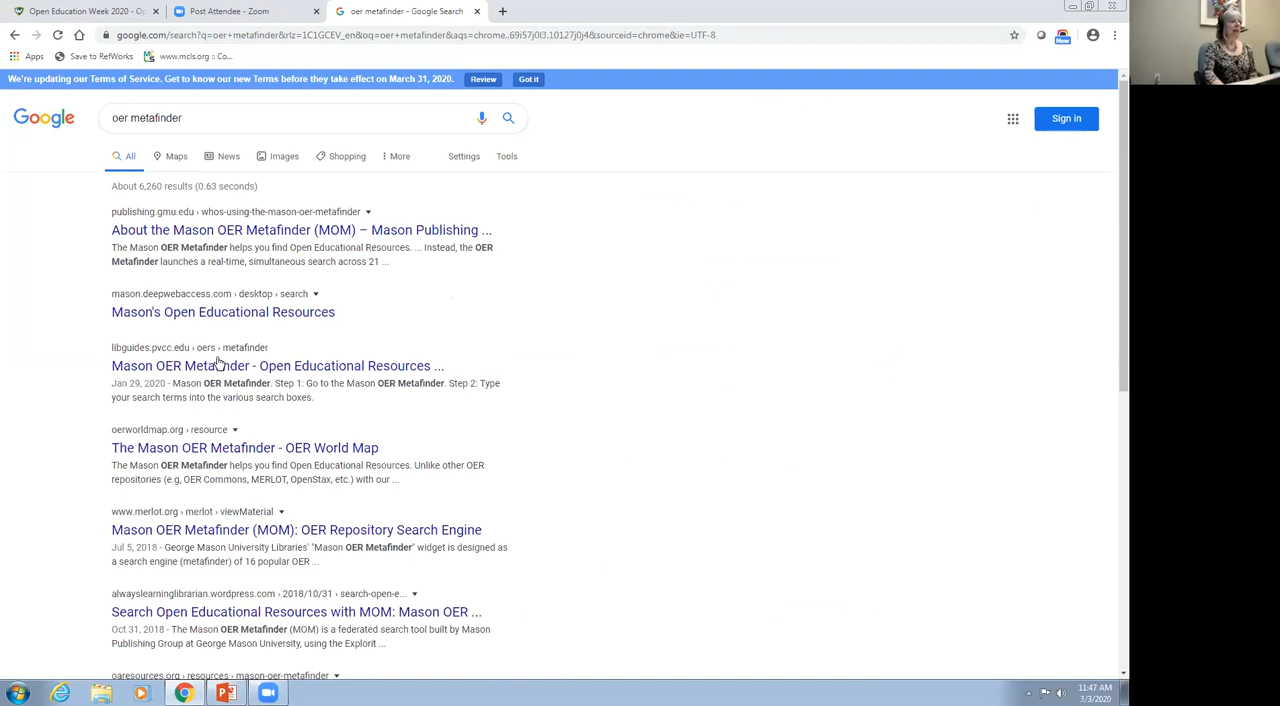 Open Education Week 2020 - O
Post Attendee - Zoom
oer metafinder - Google Search
google.com/search?q=oer+metafinder&rlz=1C1GCEV_en&oq=oer+metafinder&aqs=chrome..69i57j0l3.10127j0j4&sourceid=chrome&ie=UTF-8
New
Apps
Save to RefWorks
www.mcls.org :: Co...
We're updating our Terms of Service. Get to know our new Terms before they take effect on March 31, 2020.
Review
Got it
Google
oer metafinder
Sign in
All
Maps
News
Images
Shopping
More
Settings
Tools
About 6,260 results (0.63 seconds)
publishing.gmu.edu › whos-using-the-mason-oer-metafinder
About the Mason OER Metafinder (MOM) – Mason Publishing ...
The Mason OER Metafinder helps you find Open Educational Resources. ... Instead, the OER
Metafinder launches a real-time, simultaneous search across 21 ...
mason.deepwebaccess.com › desktop › search
Mason's Open Educational Resources
libguides.pvcc.edu › oers › metafinder
Mason OER Metafinder - Open Educational Resources ...
Jan 29, 2020 - Mason OER Metafinder. Step 1: Go to the Mason OER Metafinder. Step 2: Type
your search terms into the various search boxes.
oerworldmap.org › resource
The Mason OER Metafinder - OER World Map
The Mason OER Metafinder helps you find Open Educational Resources. Unlike other OER
repositories (e.g, OER Commons, MERLOT, OpenStax, etc.) with our ...
www.merlot.org › merlot › viewMaterial
Mason OER Metafinder (MOM): OER Repository Search Engine
Jul 5, 2018 - George Mason University Libraries' "Mason OER Metafinder" widget is designed as
a search engine (metafinder) of 16 popular OER ...
alwayslearninglibrarian.wordpress.com › 2018/10/31 › search-open-e...
Search Open Educational Resources with MOM: Mason OER ...
Oct 31, 2018 - The Mason OER Metafinder (MOM) is a federated search tool built by Mason
Publishing Group at George Mason University, using the Explorit ...
oaresources.org › resources › mason-oer-metafinder
11:47 AM
3/3/2020